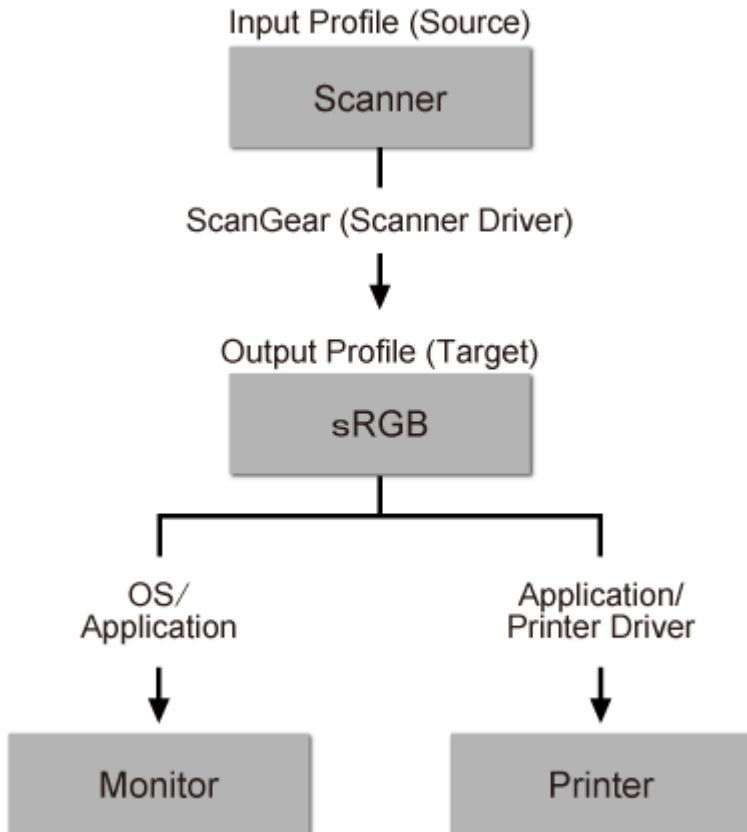 Input Profile (Source)
Scanner
ScanGear (Scanner Driver)
Output Profile (Target)
sRGB
OS/
Application
Application/
Printer Driver
Monitor
Printer